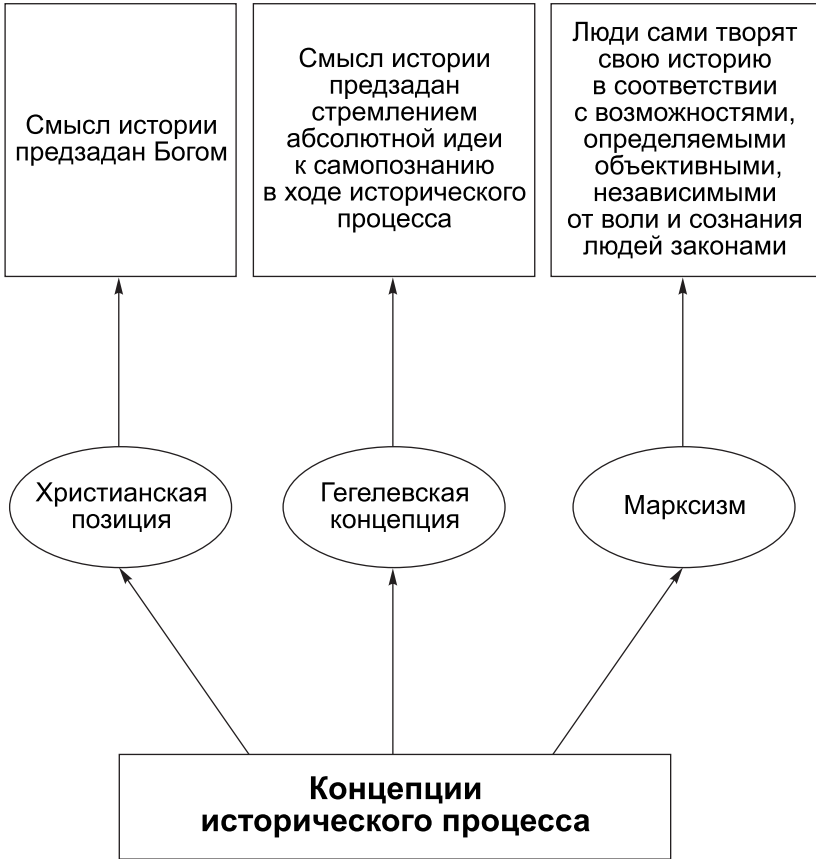 Смысл истории
предзадан Богом
Смысл истории
предзадан
стремлением
абсолютной идеи
к самопознанию
в ходе исторического
процесса
Люди сами творят
свою историю
в соответствии
с возможностями,
определяемыми
объективными,
независимыми
от воли и сознания
людей законами
Христианская
позиция
Гегелевская
концепция
Марксизм
Концепции
исторического процесса